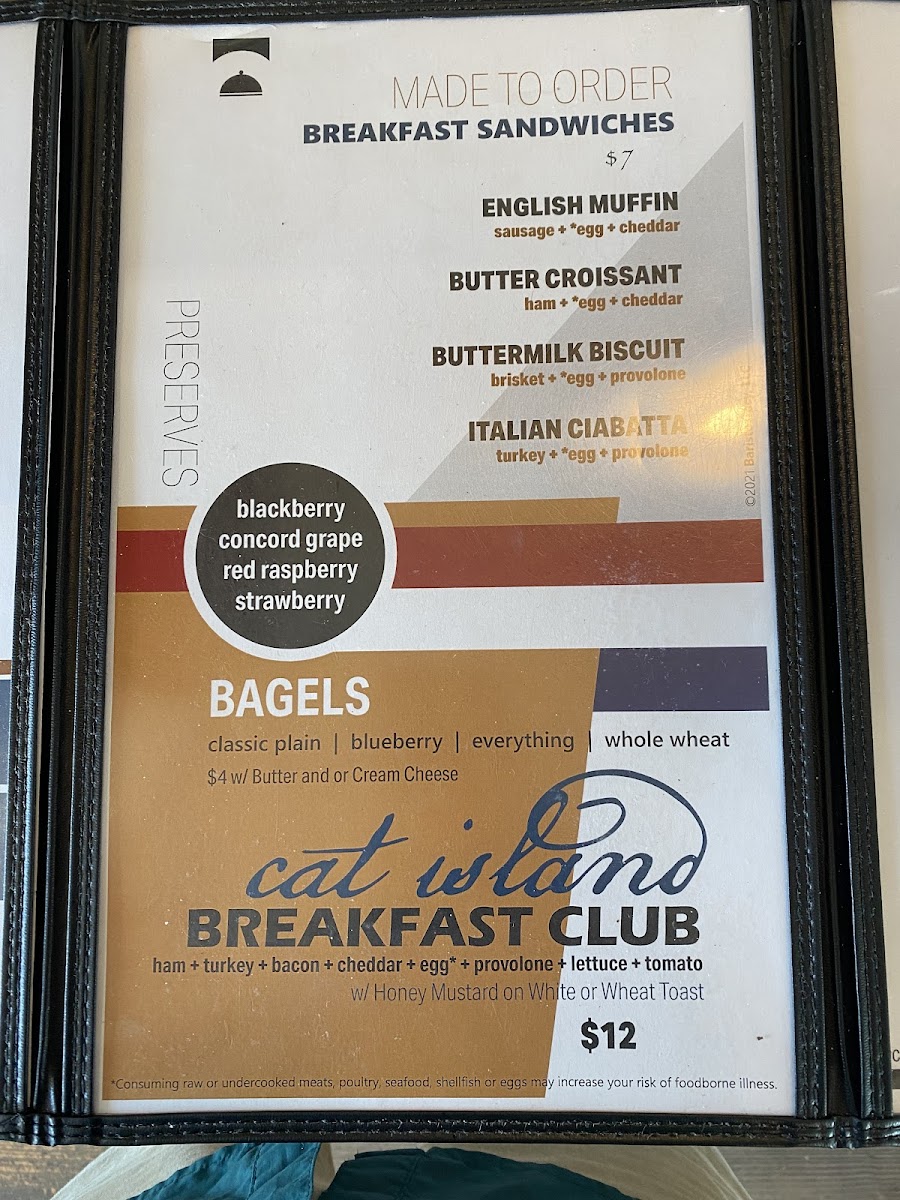 MADE TO ORDER
BREAKFAST SANDWICHES
$7
ENGLISH MUFFIN
sausage + *egg + cheddar
BUTTER CROISSANT
ham + *egg + cheddar
BUTTERMILK BISCUIT
brisket + *egg + provolone
ITALIAN CIABATTA
turkey + *egg + provolone
©2021
PRESERVES
blackberry
concord grape
red raspberry
strawberry
BAGELS
classic plain | blueberry | everything | whole wheat
$4 w/ Butter and or Cream Cheese
cat island
BREAKFAST CLUB
ham + turkey + bacon + cheddar + egg* + provolone + lettuce + tomato
w/ Honey Mustard on White or Wheat Toast
$12
*Consuming raw or undercooked meats, poultry, seafood, shellfish or eggs may increase your risk of foodborne illness.